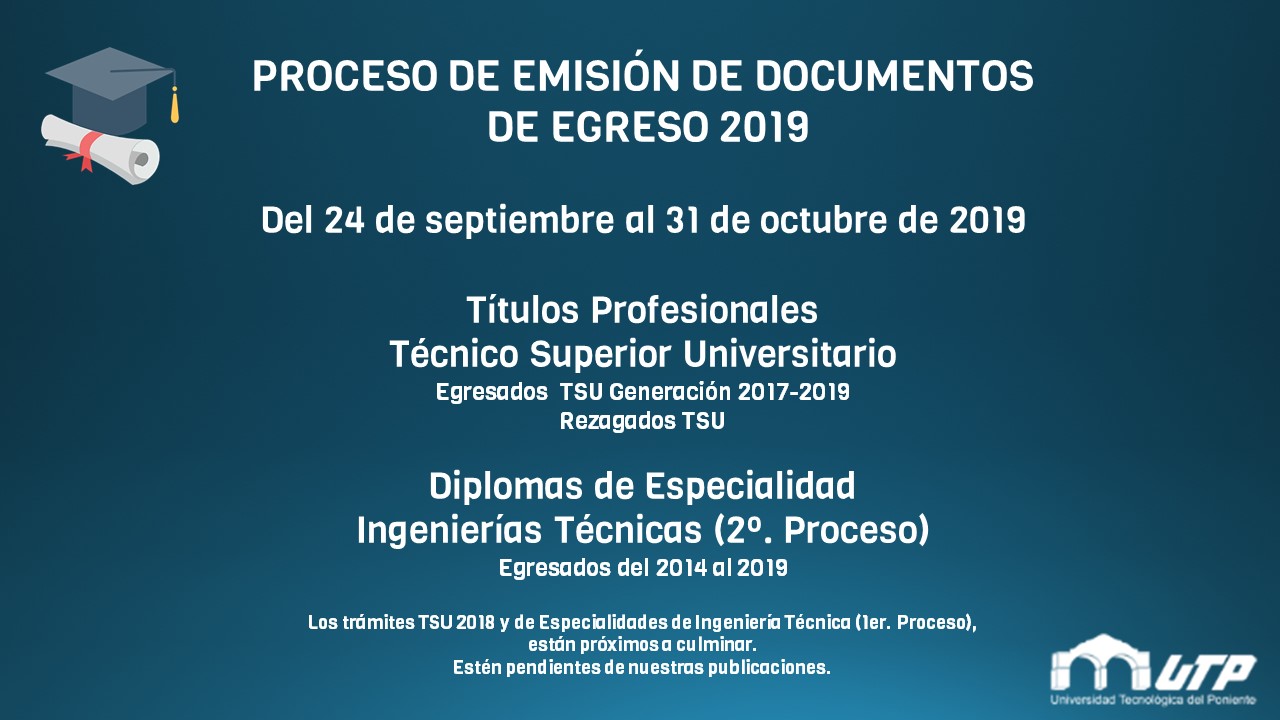 PROCESO DE EMISIÓN DE DOCUMENTOS
DE EGRESO 2019
Del 24 de septiembre al 31 de octubre de 2019
Títulos Profesionales
Técnico Superior Universitario
Egresados TSU Generación 2017-2019
Rezagados TSU
Diplomas de Especialidad
Ingenierías Técnicas (2º. Proceso)
Egresados del 2014 al 2019
Los trámites TSU 2018 y de Especialidades de Ingeniería Técnica (1er. Proceso),
están próximos a culminar.
Estén pendientes de nuestras publicaciones.
UTP
Universidad Tecnológica del Poniente